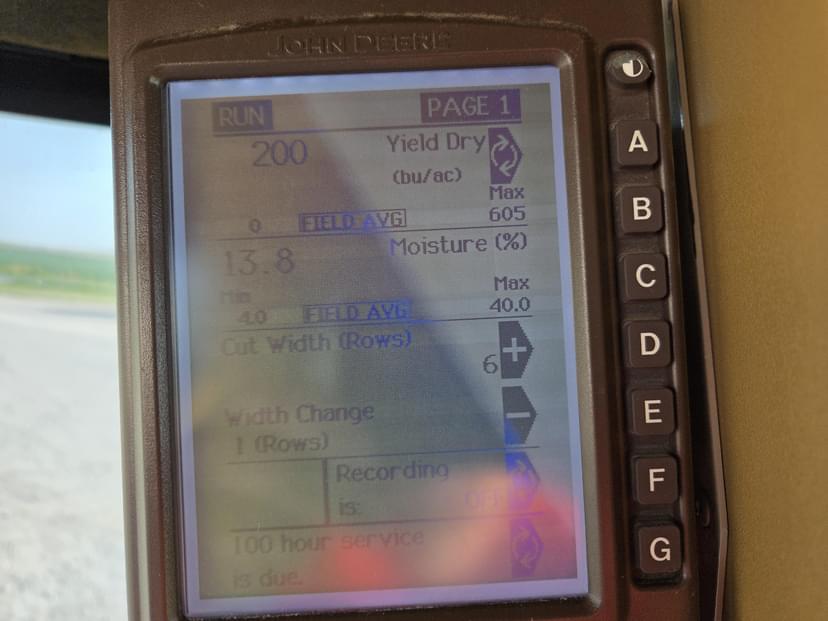 JOHN DEERE
RUN PAGE 1
200 Yield Dry
(bu/ac)
Max
0 FIELD AVG 605
13.8 Moisture (%)
Min Max
4.0 FIELD AVG 40.0
Cut Width (Rows)
6 +
Width Change −
1 (Rows)
Recording
is: OFF
100 hour service
is due.
A
B
C
D
E
F
G